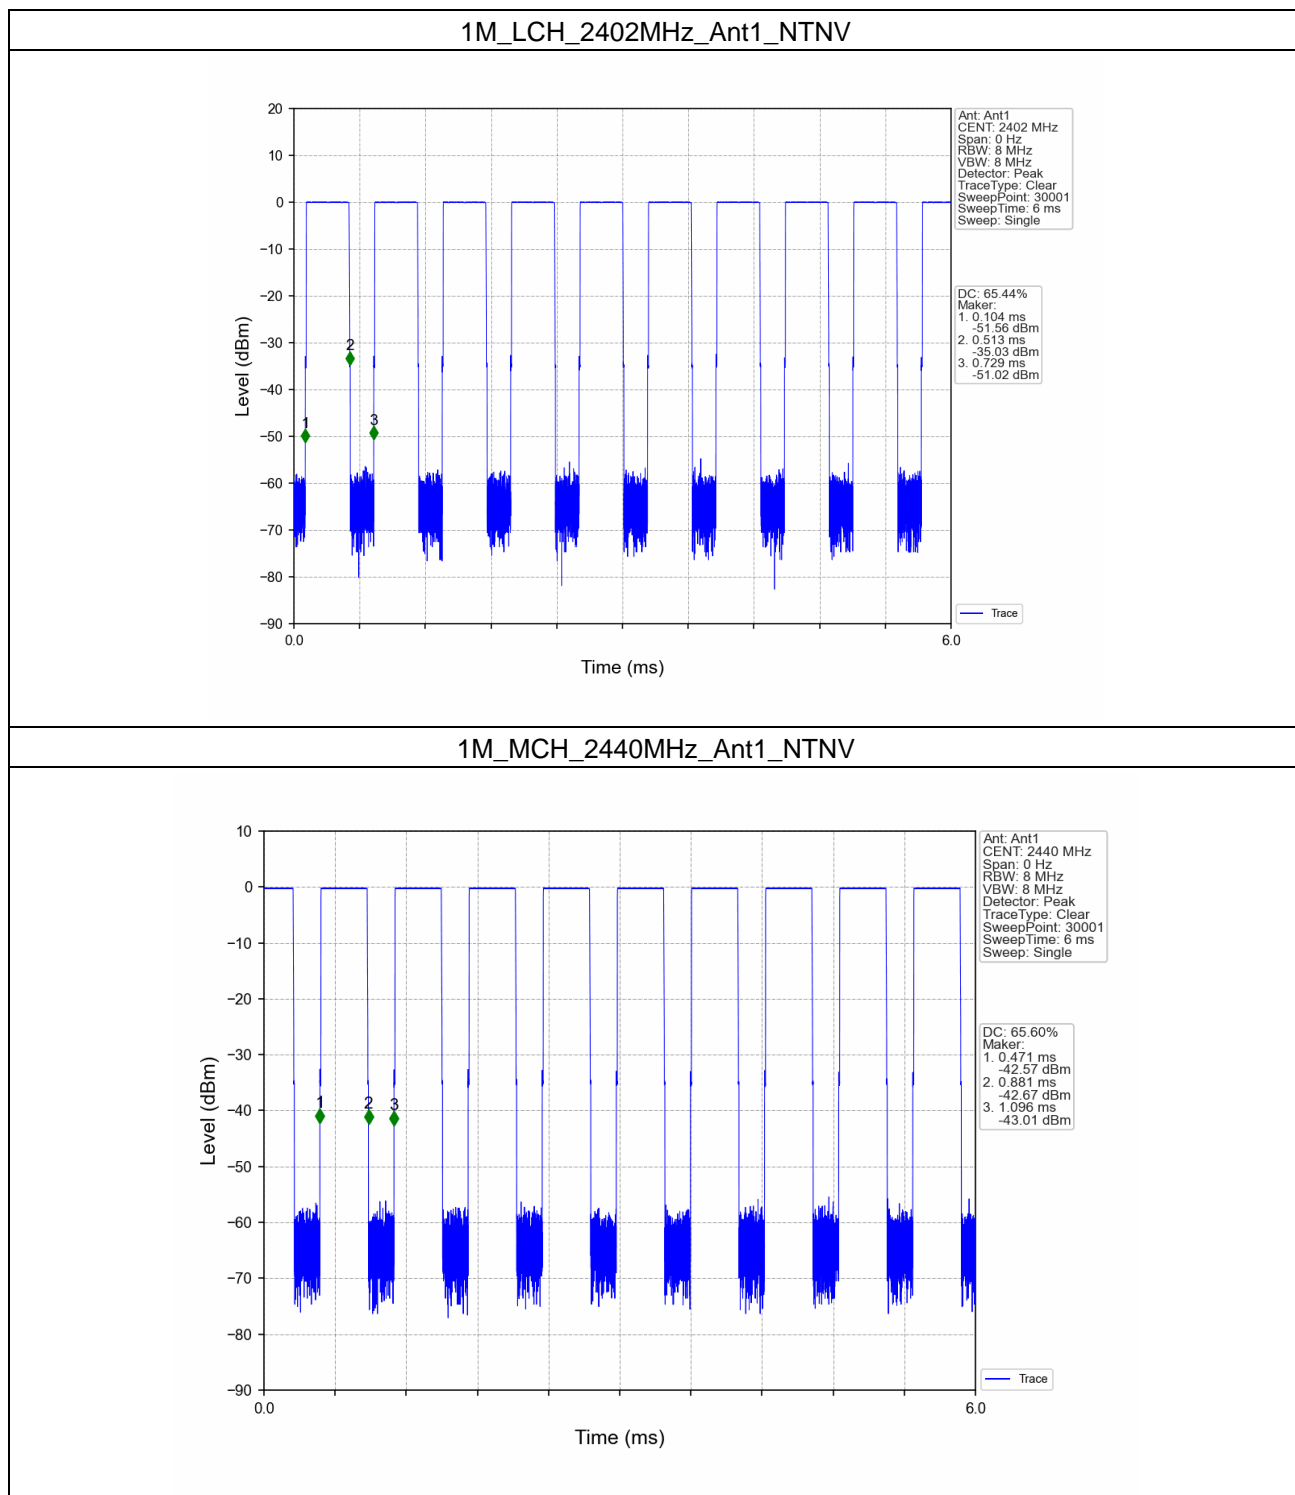 1M_LCH_2402MHz_Ant1_NTNV
20
10
0
−10
−20
−30
−40
−50
−60
−70
−80
−90
Level (dBm)
1
2
3
0.0
6.0
Time (ms)
Ant: Ant1
CENT: 2402 MHz
Span: 0 Hz
RBW: 8 MHz
VBW: 8 MHz
Detector: Peak
TraceType: Clear
SweepPoint: 30001
SweepTime: 6 ms
Sweep: Single
DC: 65.44%
Maker:
1. 0.104 ms
-51.56 dBm
2. 0.513 ms
-35.03 dBm
3. 0.729 ms
-51.02 dBm
Trace
1M_MCH_2440MHz_Ant1_NTNV
10
0
−10
−20
−30
−40
−50
−60
−70
−80
−90
Level (dBm)
1
2
3
0.0
6.0
Time (ms)
Ant: Ant1
CENT: 2440 MHz
Span: 0 Hz
RBW: 8 MHz
VBW: 8 MHz
Detector: Peak
TraceType: Clear
SweepPoint: 30001
SweepTime: 6 ms
Sweep: Single
DC: 65.60%
Maker:
1. 0.471 ms
-42.57 dBm
2. 0.881 ms
-42.67 dBm
3. 1.096 ms
-43.01 dBm
Trace